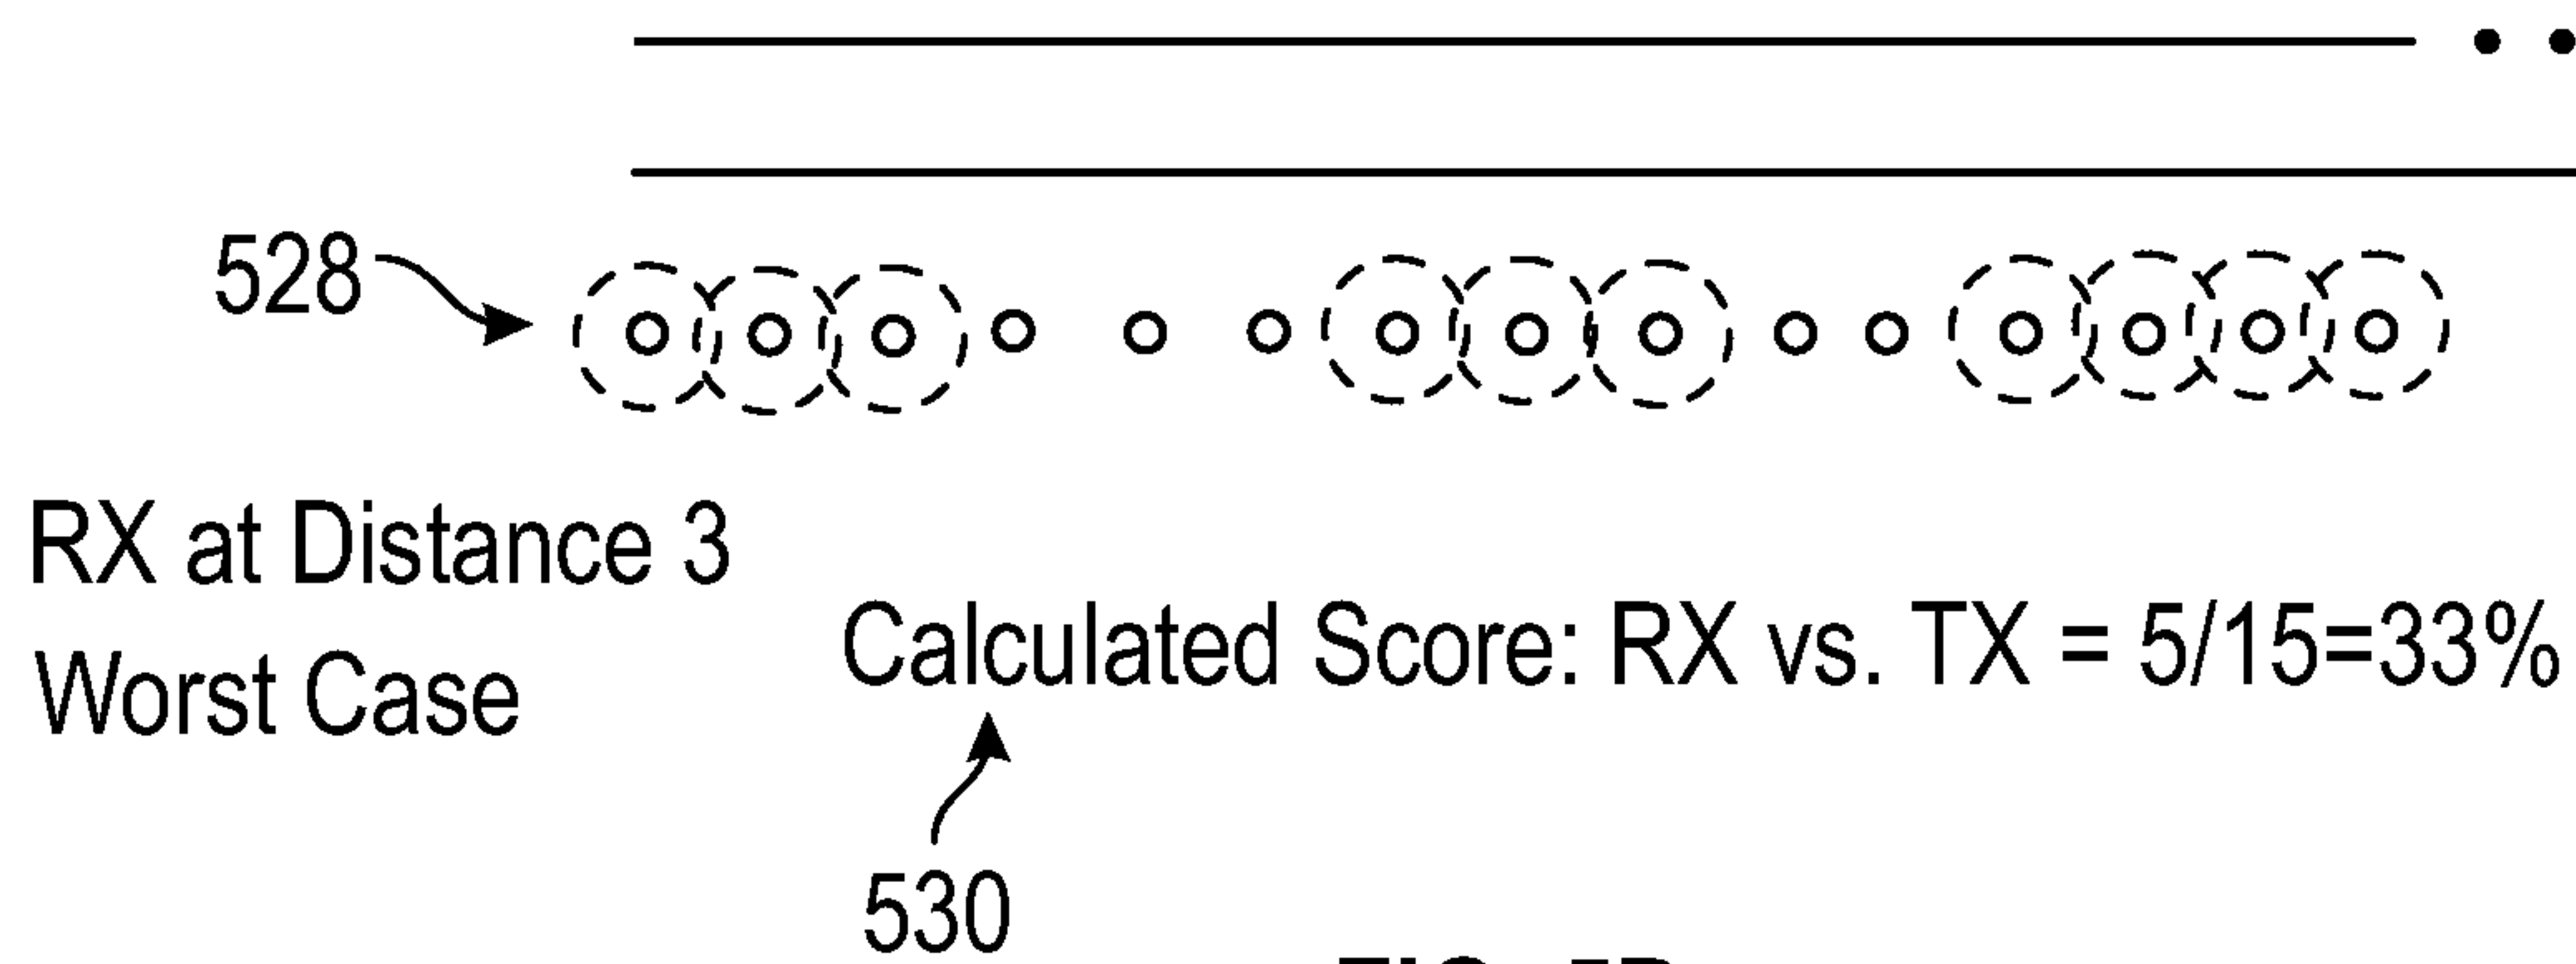 528
RX at Distance 3
Worst Case
Calculated Score: RX vs. TX = 5/15=33%
530